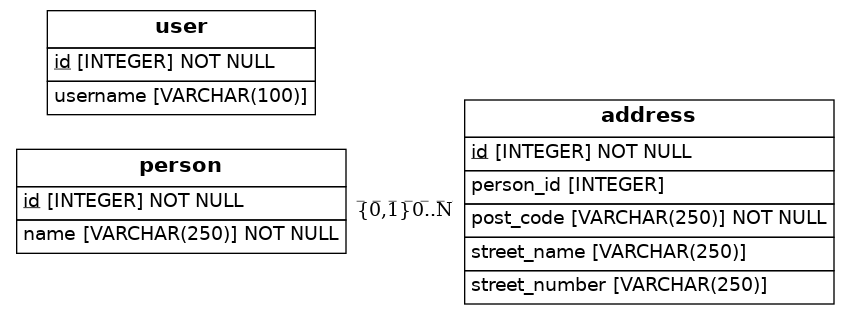 user
id [INTEGER] NOT NULL
username [VARCHAR(100)]
person
id [INTEGER] NOT NULL
name [VARCHAR(250)] NOT NULL
{0,1}0..N
address
id [INTEGER] NOT NULL
person_id [INTEGER]
post_code [VARCHAR(250)] NOT NULL
street_name [VARCHAR(250)]
street_number [VARCHAR(250)]